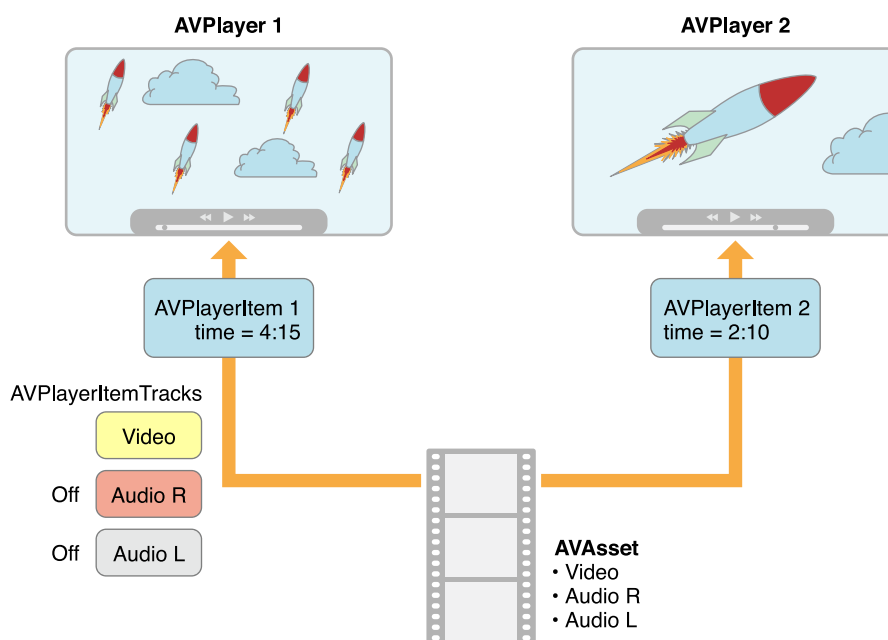 AVPlayer 1
AVPlayer 2
AVPlayerItem 1
time = 4:15
AVPlayerItem 2
time = 2:10
AVPlayerItemTracks
Video
Off Audio R
Off Audio L
AVAsset
• Video
• Audio R
• Audio L